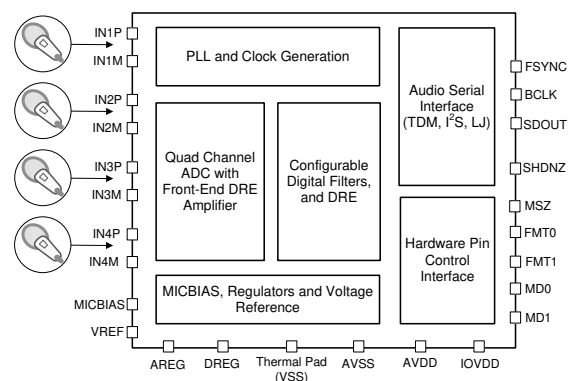 IN1P
IN1M
IN2P
IN2M
IN3P
IN3M
IN4P
IN4M
MICBIAS
VREF
PLL and Clock Generation
Quad Channel
ADC with
Front-End DRE
Amplifier
Configurable
Digital Filters,
and DRE
MICBIAS, Regulators and Voltage
Reference
Audio Serial
Interface
(TDM, I²S, LJ)
Hardware Pin
Control
Interface
FSYNC
BCLK
SDOUT
SHDNZ
MSZ
FMT0
FMT1
MD0
MD1
AREG
DREG
Thermal Pad
(VSS)
AVSS
AVDD
IOVDD